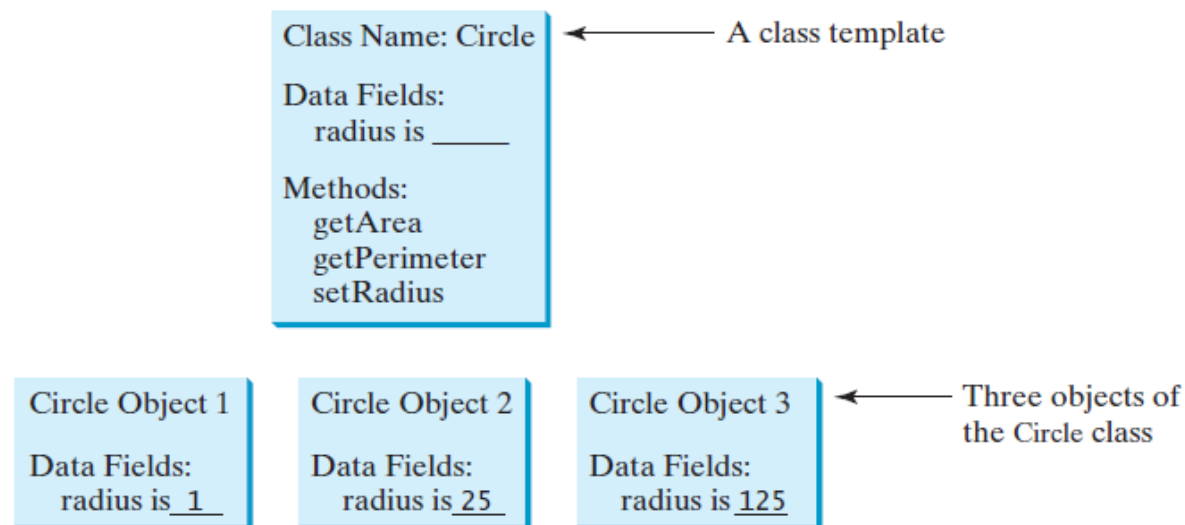 Class Name: Circle
A class template
Data Fields:
radius is _____
Methods:
getArea
getPerimeter
setRadius
Circle Object 1
Data Fields:
radius is 1
Circle Object 2
Data Fields:
radius is 25
Circle Object 3
Data Fields:
radius is 125
Three objects of
the Circle class